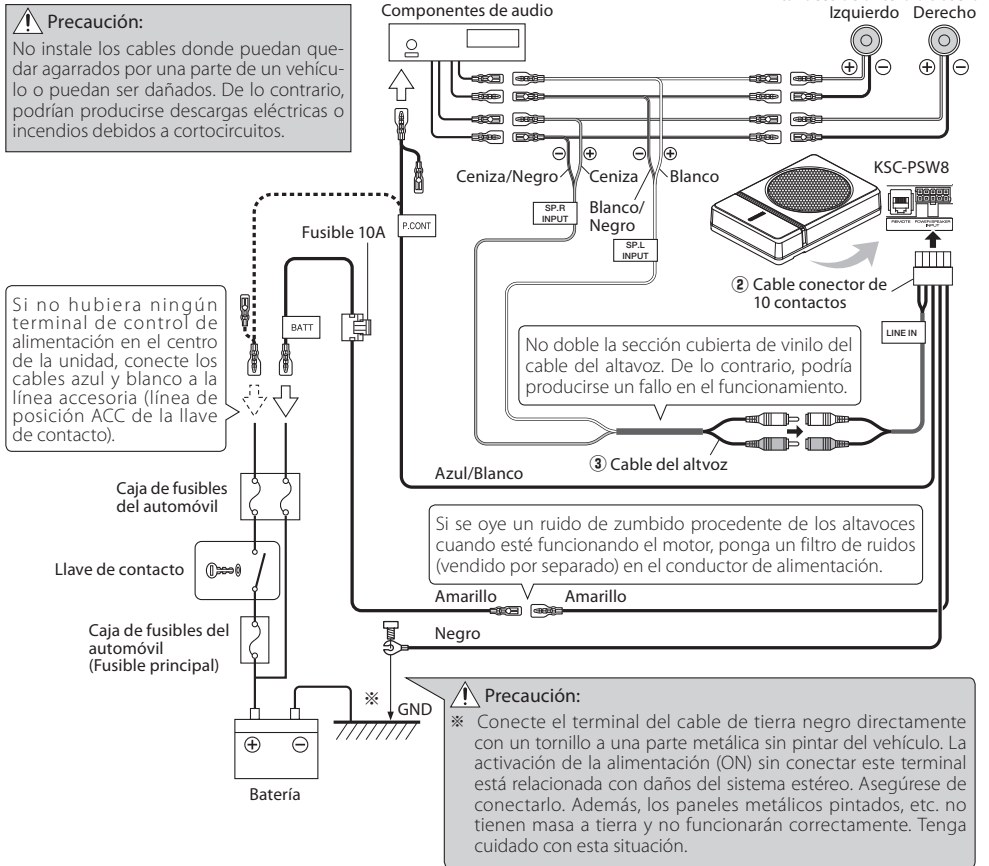 Precaución:
No instale los cables donde puedan que-
dar agarrados por una parte de un vehícu-
lo o puedan ser dañados. De lo contrario,
podrían producirse descargas eléctricas o
incendios debidos a cortocircuitos.
Componentes de audio
Izquierdo Derecho
⊕ ⊖ ⊕ ⊖
⊖ ⊕ ⊖ ⊕
Ceniza/Negro
Ceniza
Blanco/
Negro
Blanco
KSC-PSW8
REMOTE
POWER/SPEAKER
INPUT
SP.R
INPUT
SP.L
INPUT
P.CONT
Fusible 10A
② Cable conector de
10 contactos
LINE IN
BATT
Si no hubiera ningún
terminal de control de
alimentación en el centro
de la unidad, conecte los
cables azul y blanco a la
línea accesoria (línea de
posición ACC de la llave
de contacto).
No doble la sección cubierta de vinilo del
cable del altavoz. De lo contrario, podría
producirse un fallo en el funcionamiento.
③ Cable del altvoz
Azul/Blanco
Caja de fusibles
del automóvil
Si se oye un ruido de zumbido procedente de los altavoces
cuando esté funcionando el motor, ponga un filtro de ruidos
(vendido por separado) en el conductor de alimentación.
Llave de contacto
Amarillo Amarillo
Negro
Caja de fusibles del
automóvil
(Fusible principal)
※
GND
⊕ ⊖
Batería
Precaución:
※ Conecte el terminal del cable de tierra negro directamente
con un tornillo a una parte metálica sin pintar del vehículo. La
activación de la alimentación (ON) sin conectar este terminal
está relacionada con daños del sistema estéreo. Asegúrese de
conectarlo. Además, los paneles metálicos pintados, etc. no
tienen masa a tierra y no funcionarán correctamente. Tenga
cuidado con esta situación.